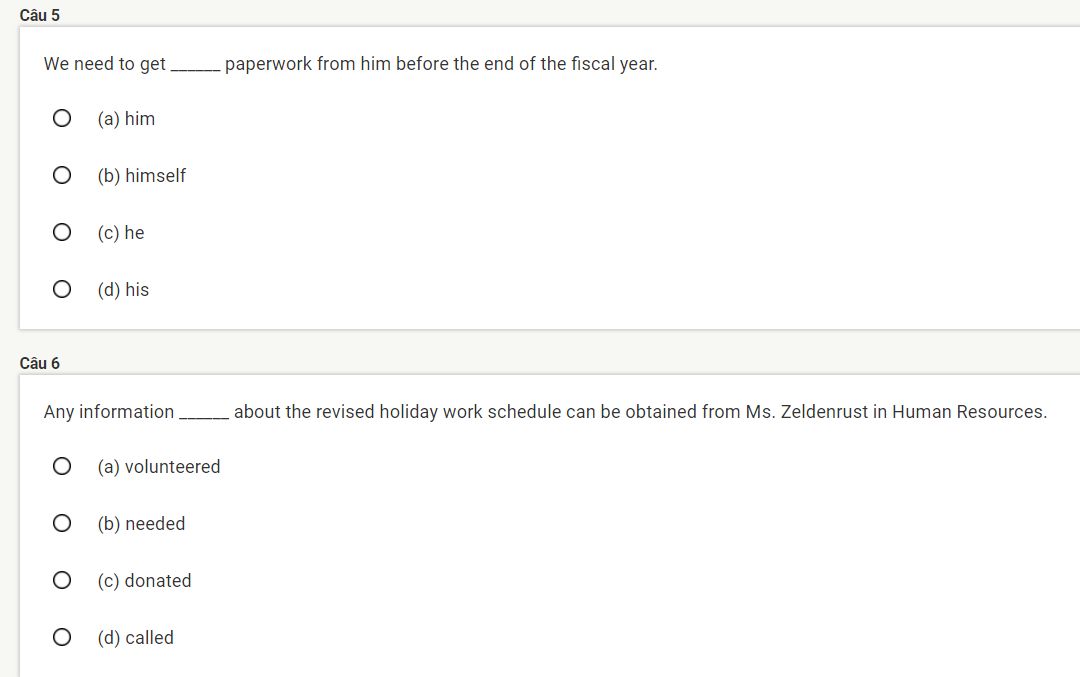 Câu 5
We need to get ______ paperwork from him before the end of the fiscal year.
(a) him
(b) himself
(c) he
(d) his
Câu 6
Any information ______ about the revised holiday work schedule can be obtained from Ms. Zeldenrust in Human Resources.
(a) volunteered
(b) needed
(c) donated
(d) called